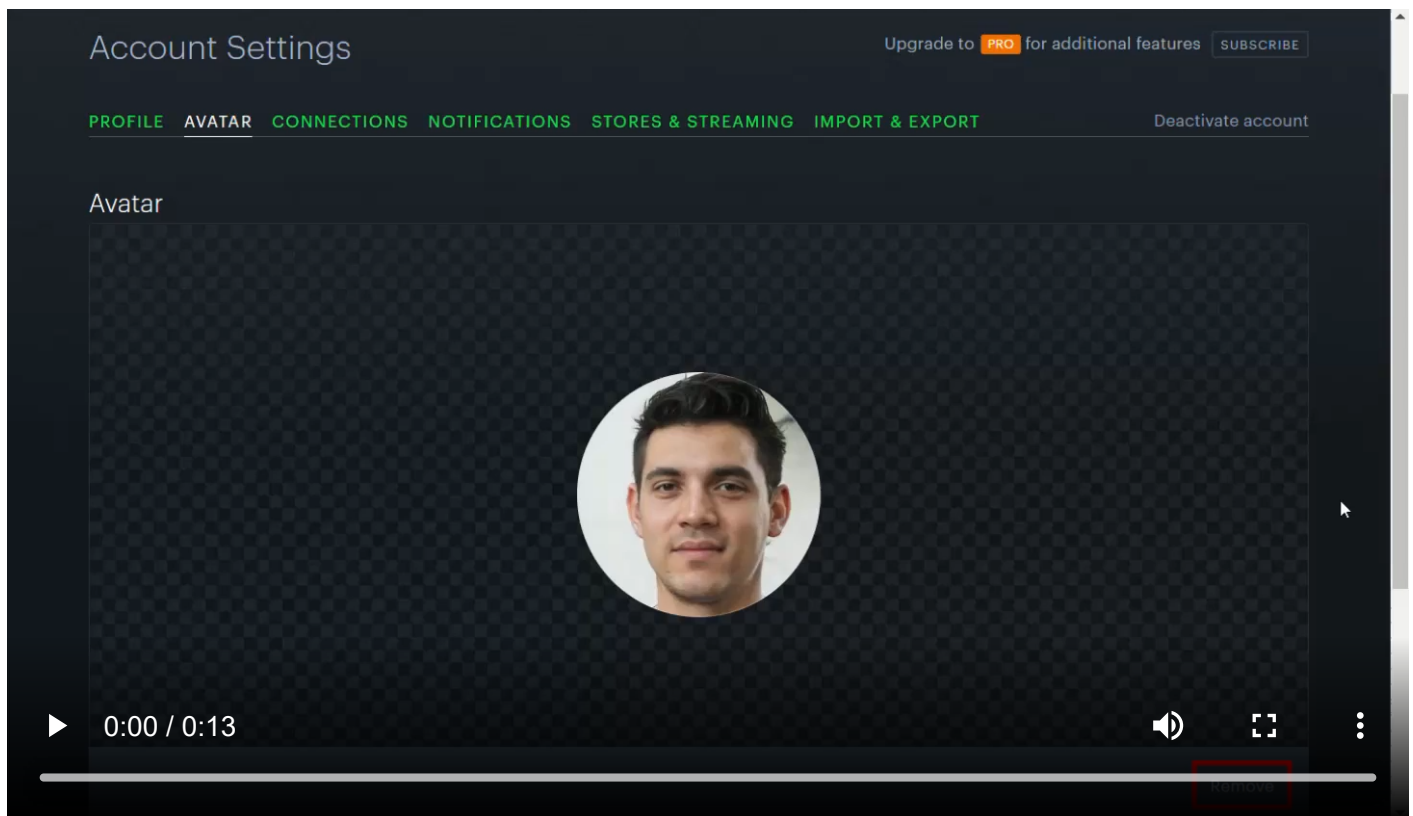 Account Settings
Upgrade to PRO for additional features SUBSCRIBE
PROFILE AVATAR CONNECTIONS NOTIFICATIONS STORES & STREAMING IMPORT & EXPORT Deactivate account
Avatar
0:00 / 0:13
Remove